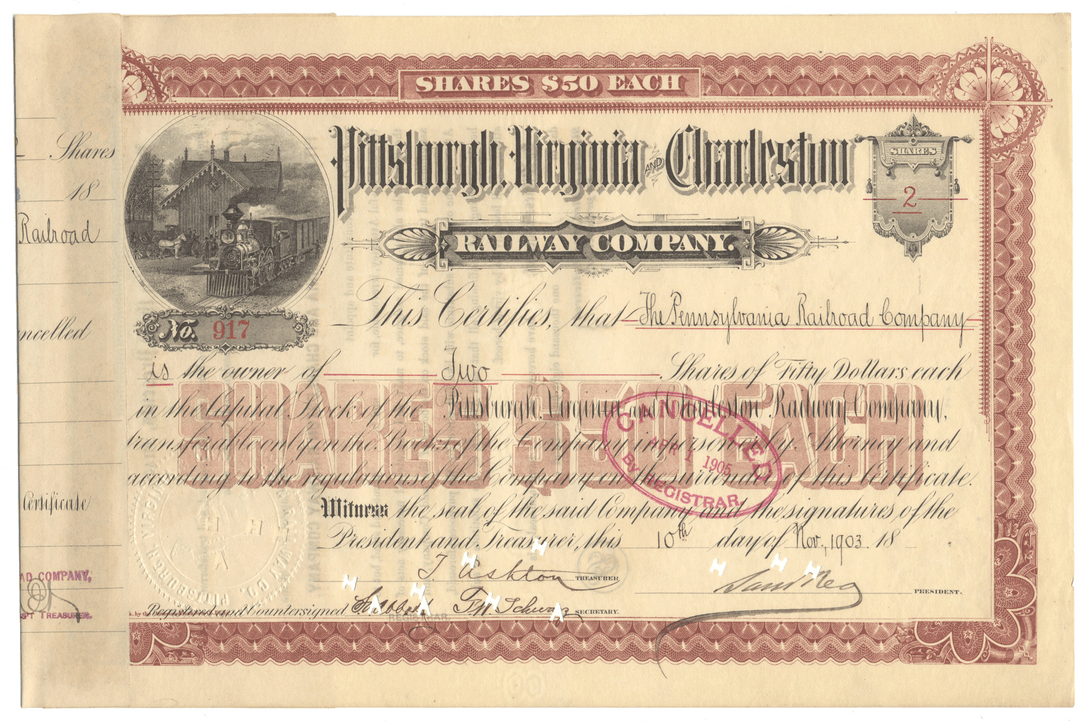 SHARES $50 EACH
Shares
18
Railroad
ncelled
Certificate
AD COMPANY,
TREASURER.
Pittsburgh, Virginia AND Charleston
RAILWAY COMPANY.
SHARES
2
No. 917
This Certifies, that The Pennsylvania Railroad Company
is the owner of Two Shares of Fifty Dollars each
in the Capital Stock of the Pittsburgh, Virginia and Charleston Railway Company,
transferable only on the Books of the Company in person or by Attorney and
according to the regulations of the Company on the surrender of this Certificate.
SHARES $50 EACH
CANCELLED
APR 1905
BY REGISTRAR
Witness the seal of the said Company and the signatures of the
President and Treasurer, this 10th day of Nov, 1903. 18
T. Ashton TREASURER
PRESIDENT.
Registered and Countersigned
SECRETARY.
REGISTRAR.